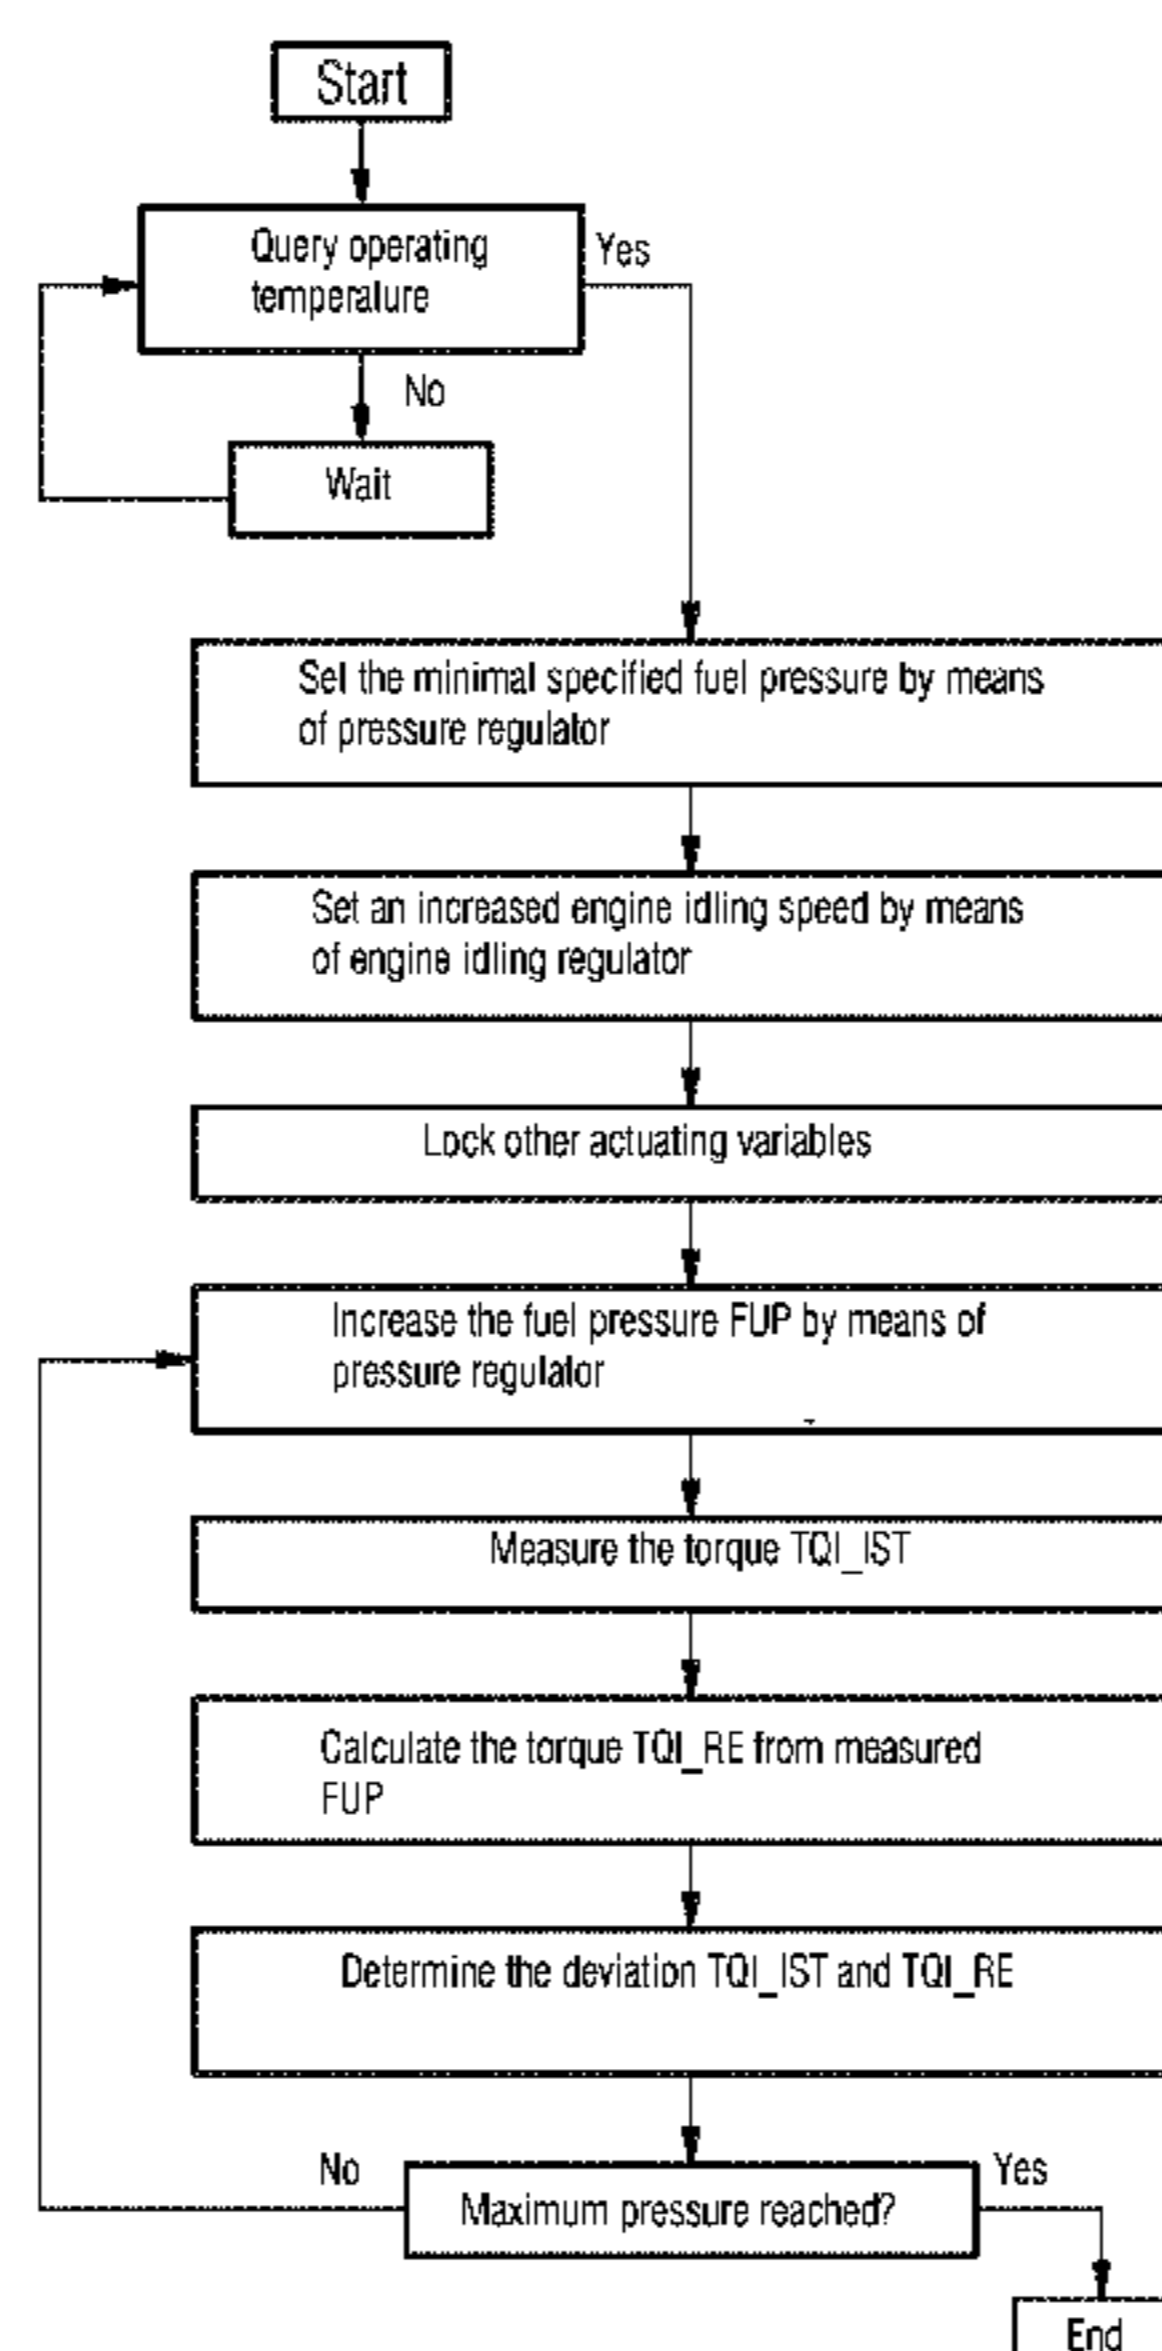 Start
Query operating
temperature
Yes
No
Wait
Set the minimal specified fuel pressure by means
of pressure regulator
Set an increased engine idling speed by means
of engine idling regulator
Lock other actuating variables
Increase the fuel pressure FUP by means of
pressure regulator
Measure the torque TQI_IST
Calculate the torque TQI_RE from measured
FUP
Determine the deviation TQI_IST and TQI_RE
No
Yes
Maximum pressure reached?
End